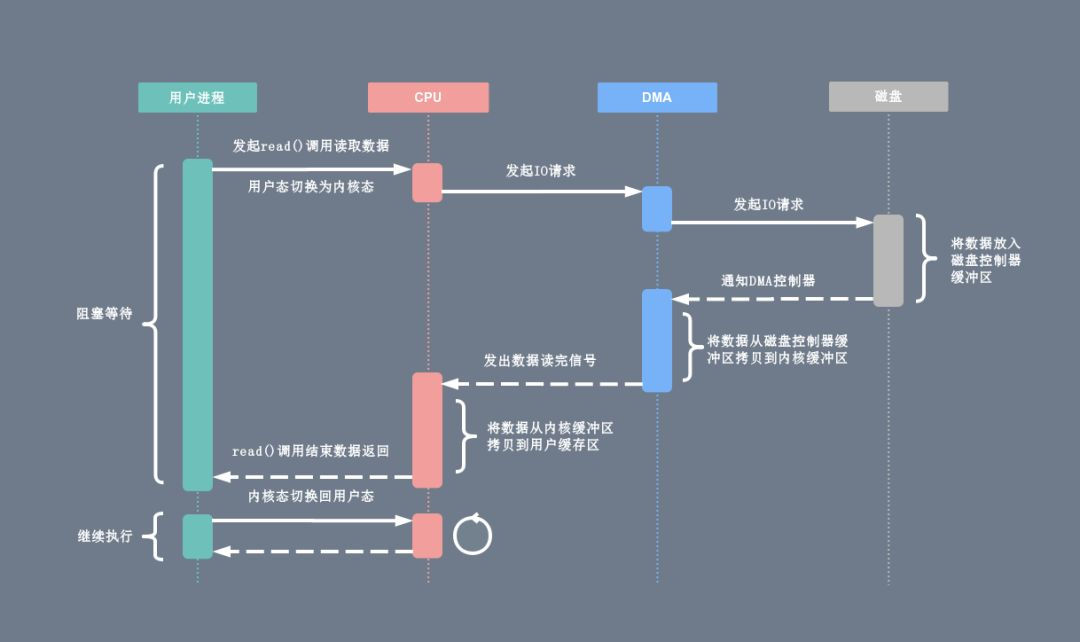 用户进程
CPU
DMA
磁盘
发起read()调用读取数据
用户态切换为内核态
发起IO请求
发起IO请求
将数据放入
磁盘控制器
缓冲区
通知DMA控制器
阻塞等待
将数据从磁盘控制器缓
冲区拷贝到内核缓冲区
发出数据读完信号
将数据从内核缓冲区
拷贝到用户缓存区
read()调用结束数据返回
内核态切换回用户态
继续执行